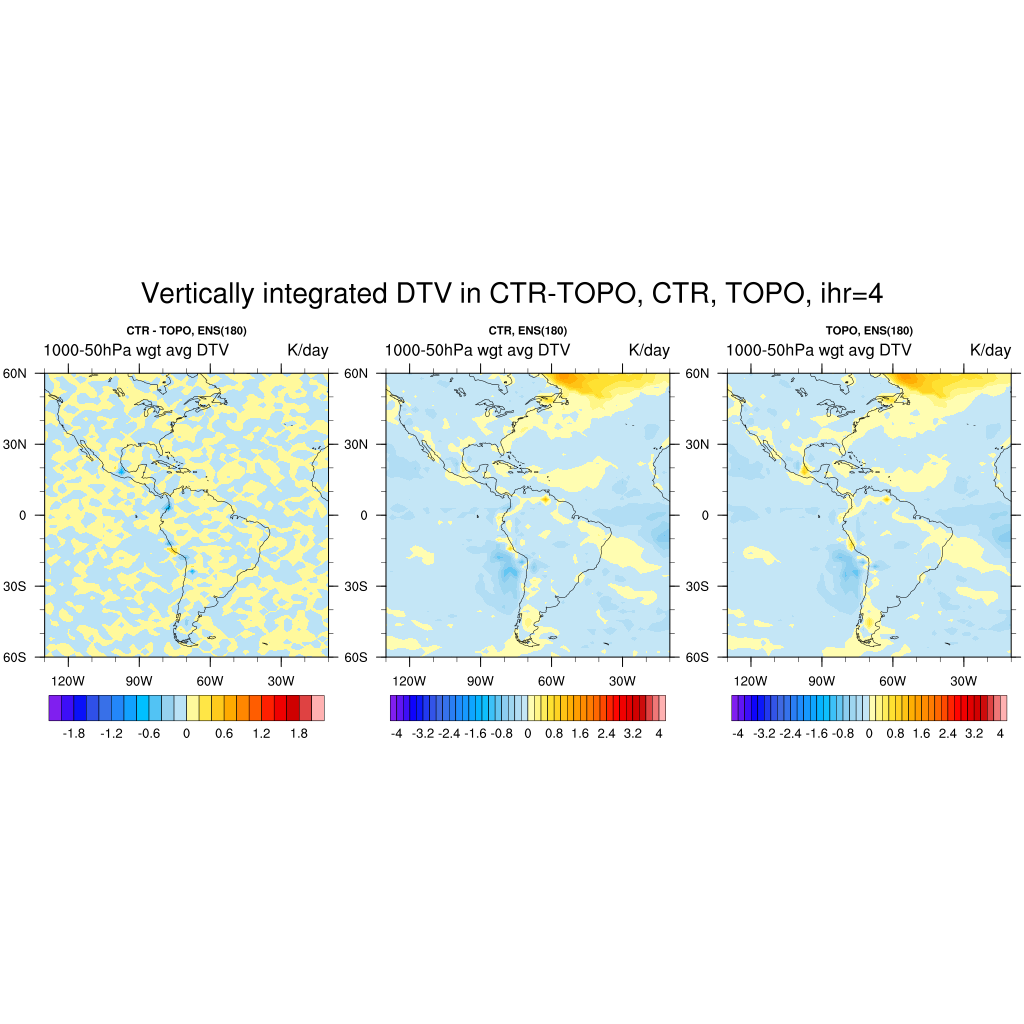 Vertically integrated DTV in CTR-TOPO, CTR, TOPO, ihr=4
CTR - TOPO, ENS(180)
1000-50hPa wgt avg DTV K/day
60N
30N
0
30S
60S
120W 90W 60W 30W
-1.8 -1.2 -0.6 0 0.6 1.2 1.8
CTR, ENS(180)
1000-50hPa wgt avg DTV K/day
60N
30N
0
30S
60S
120W 90W 60W 30W
-4 -3.2 -2.4 -1.6 -0.8 0 0.8 1.6 2.4 3.2 4
TOPO, ENS(180)
1000-50hPa wgt avg DTV K/day
60N
30N
0
30S
60S
120W 90W 60W 30W
-4 -3.2 -2.4 -1.6 -0.8 0 0.8 1.6 2.4 3.2 4